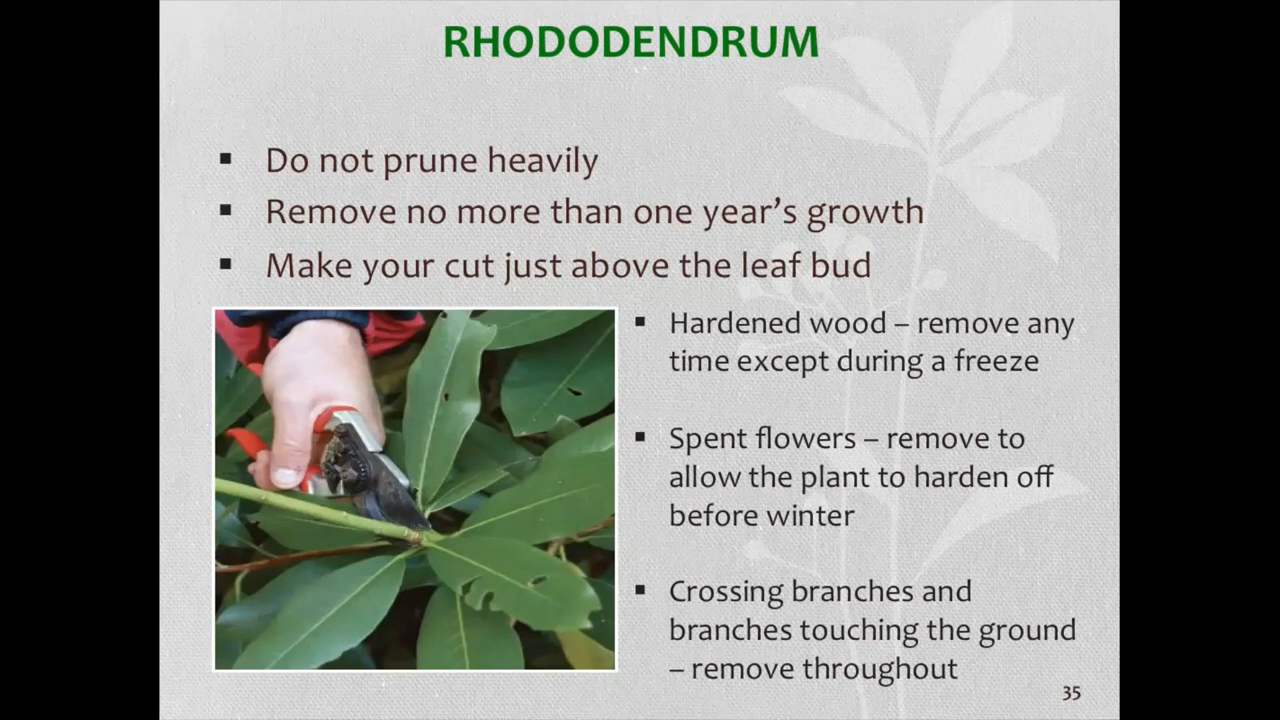 RHODODENDRUM
▪ Do not prune heavily
▪ Remove no more than one year’s growth
▪ Make your cut just above the leaf bud
▪ Hardened wood – remove any
time except during a freeze
▪ Spent flowers – remove to
allow the plant to harden off
before winter
▪ Crossing branches and
branches touching the ground
– remove throughout
35